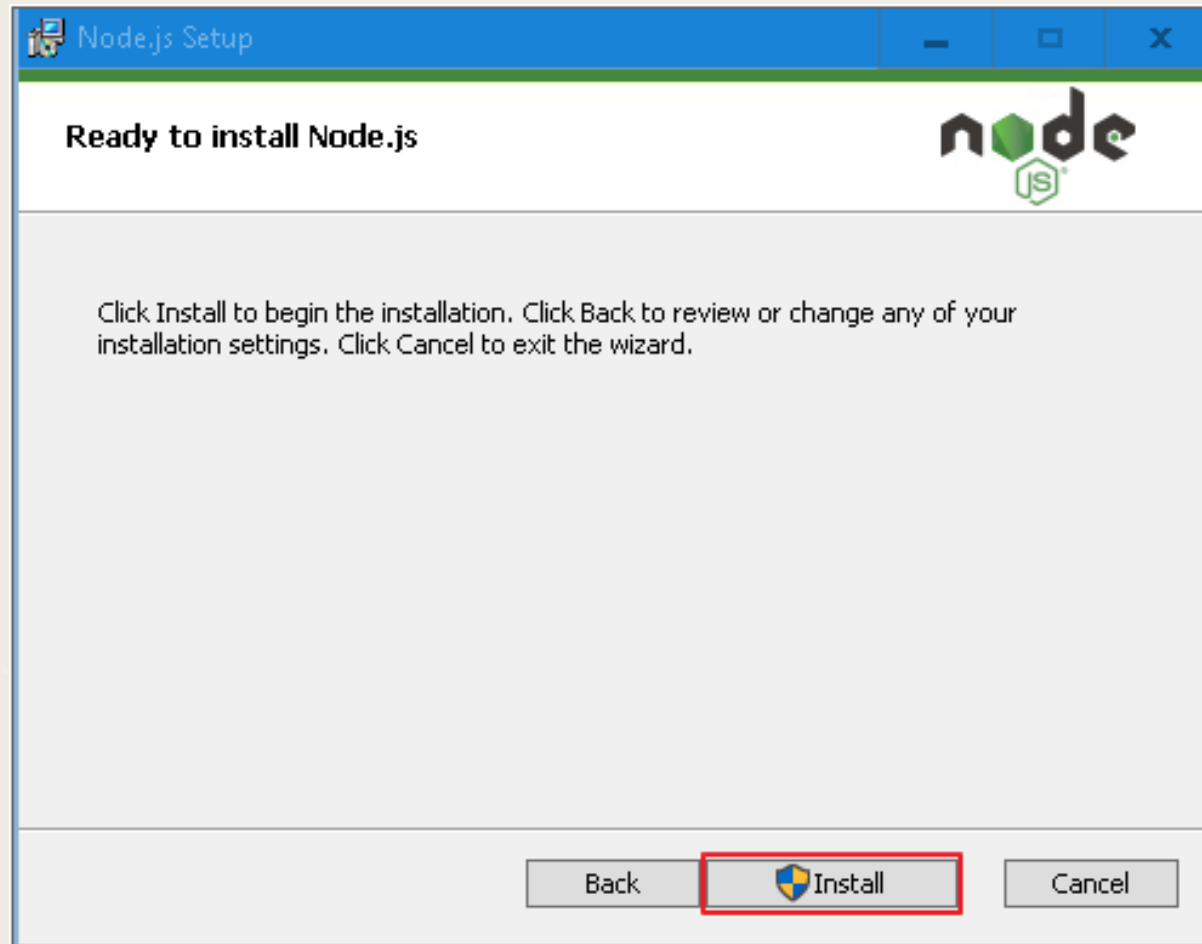 Node.js Setup
Ready to install Node.js
node
JS
Click Install to begin the installation. Click Back to review or change any of your
installation settings. Click Cancel to exit the wizard.
Back
Install
Cancel